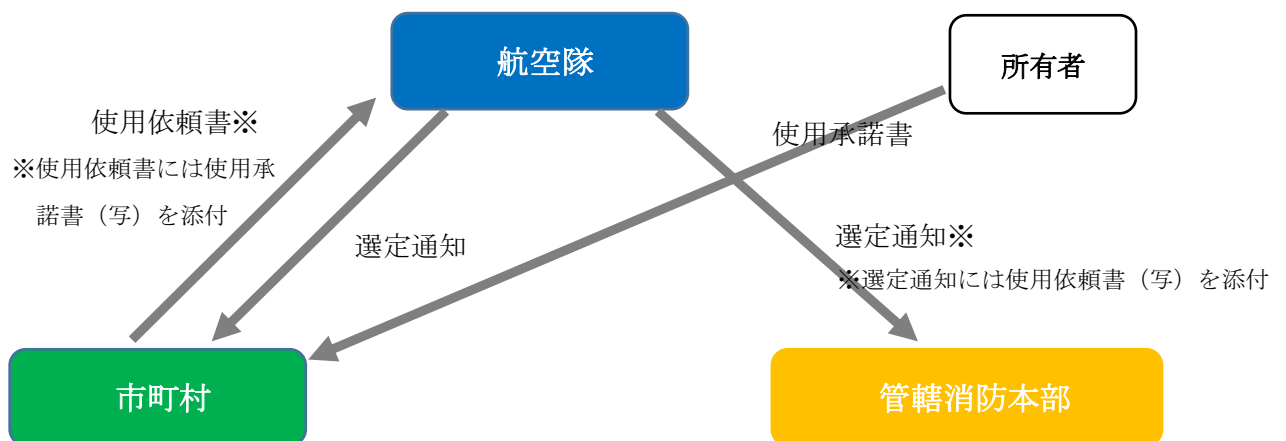 航空隊
所有者
使用依頼書※
※使用依頼書には使用承
諾書（写）を添付
使用承諾書
選定通知
選定通知※
※選定通知には使用依頼書（写）を添付
市町村
管轄消防本部